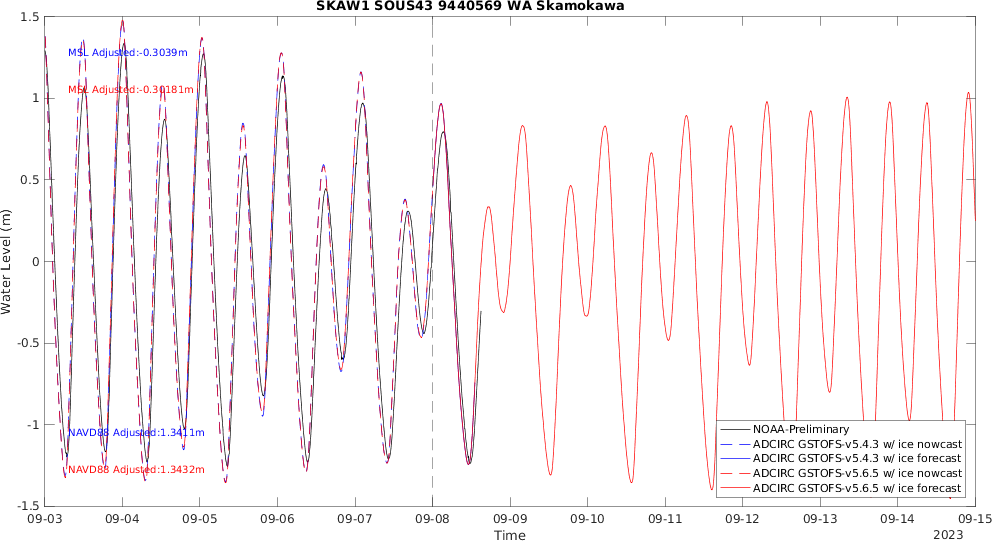 SKAW1 SOUS43 9440569 WA Skamokawa
1.5
1
0.5
0
-0.5
-1
-1.5
Water Level (m)
MSL Adjusted:-0.3039m
MSL Adjusted:-0.30181m
NAVD88 Adjusted:1.3411m
NAVD88 Adjusted:1.3432m
NOAA-Preliminary
ADCIRC GSTOFS-v5.4.3 w/ ice nowcast
ADCIRC GSTOFS-v5.4.3 w/ ice forecast
ADCIRC GSTOFS-v5.6.5 w/ ice nowcast
ADCIRC GSTOFS-v5.6.5 w/ ice forecast
09-03 09-04 09-05 09-06 09-07 09-08 09-09 09-10 09-11 09-12 09-13 09-14 09-15
Time
2023